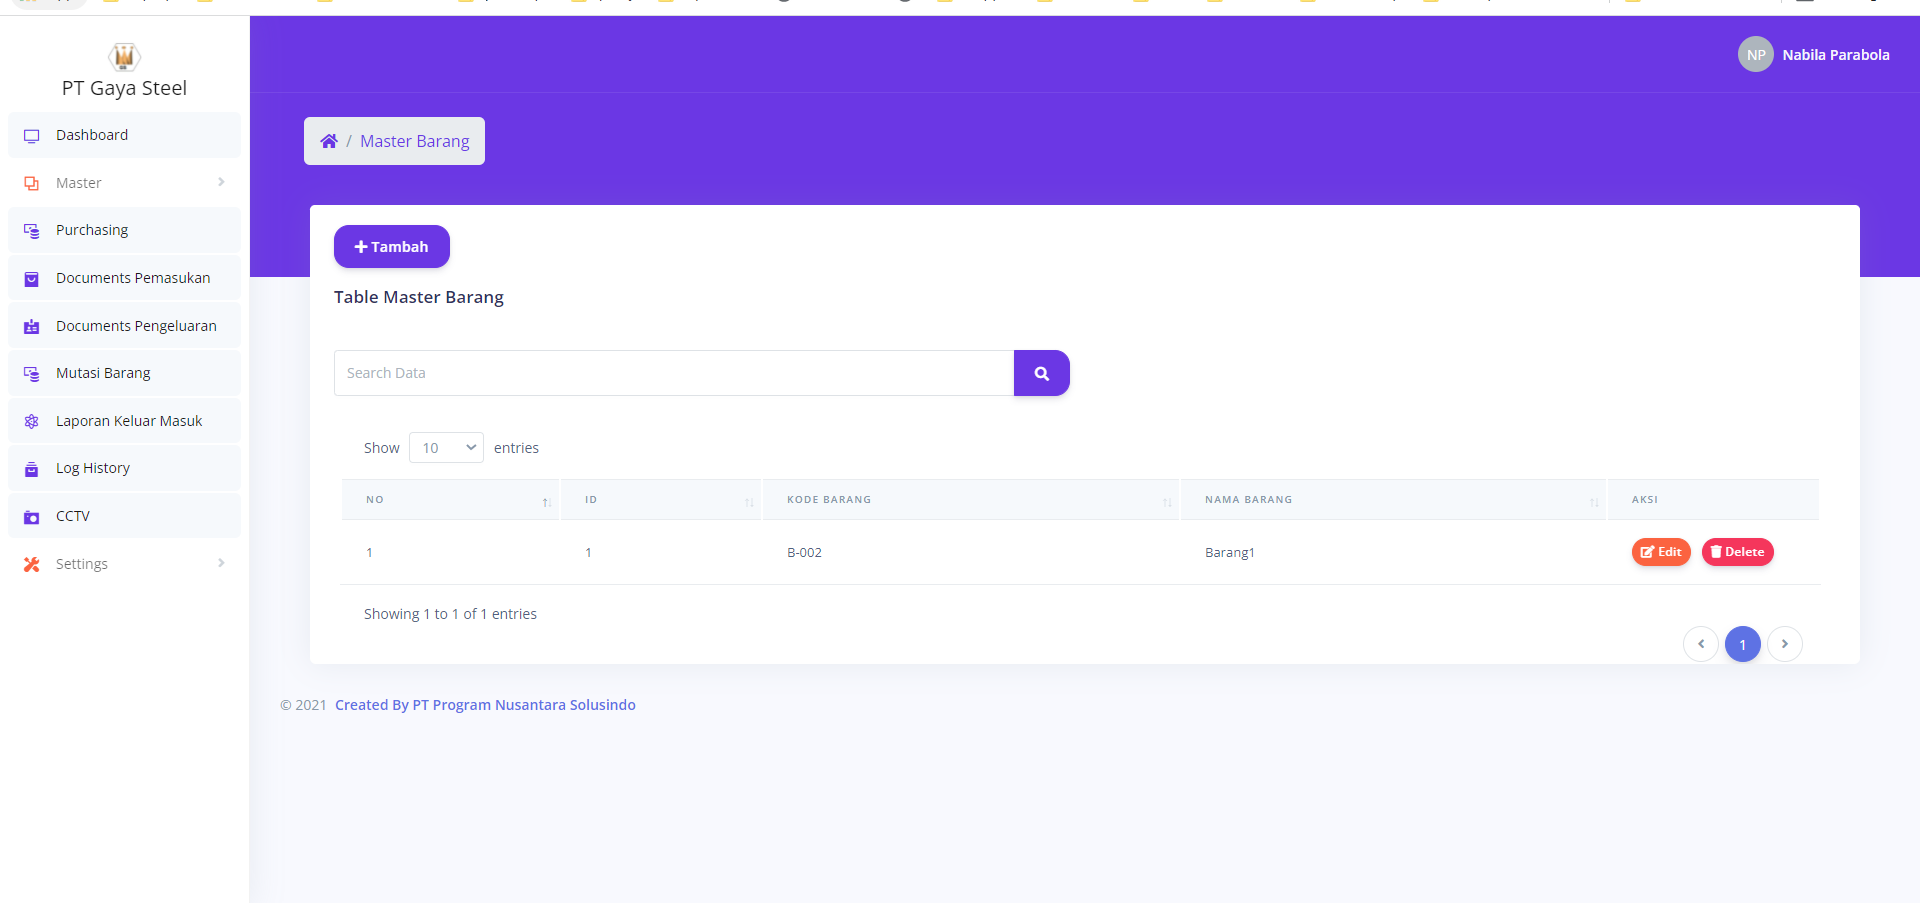 PT Gaya Steel
Dashboard
Master
Purchasing
Documents Pemasukan
Documents Pengeluaran
Mutasi Barang
Laporan Keluar Masuk
Log History
CCTV
Settings
NP Nabila Parabola
/ Master Barang
Tambah
Table Master Barang
Search Data
Show 10 entries
NO ID KODE BARANG NAMA BARANG AKSI
1 1 B-002 Barang1 Edit Delete
Showing 1 to 1 of 1 entries
1
© 2021 Created By PT Program Nusantara Solusindo